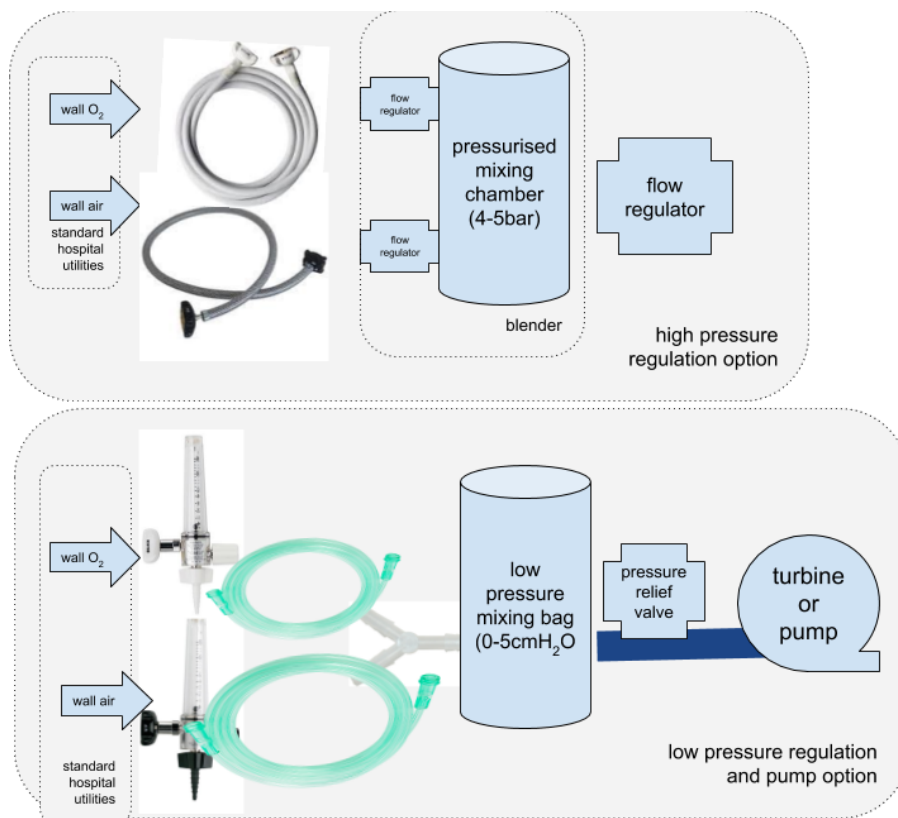 wall O₂
wall air
standard
hospital
utilities
flow
regulator
flow
regulator
pressurised
mixing
chamber
(4-5bar)
blender
flow
regulator
high pressure
regulation option
wall O₂
wall air
standard
hospital
utilities
low
pressure
mixing bag
(0-5cmH₂O
pressure
relief
valve
turbine
or
pump
low pressure regulation
and pump option